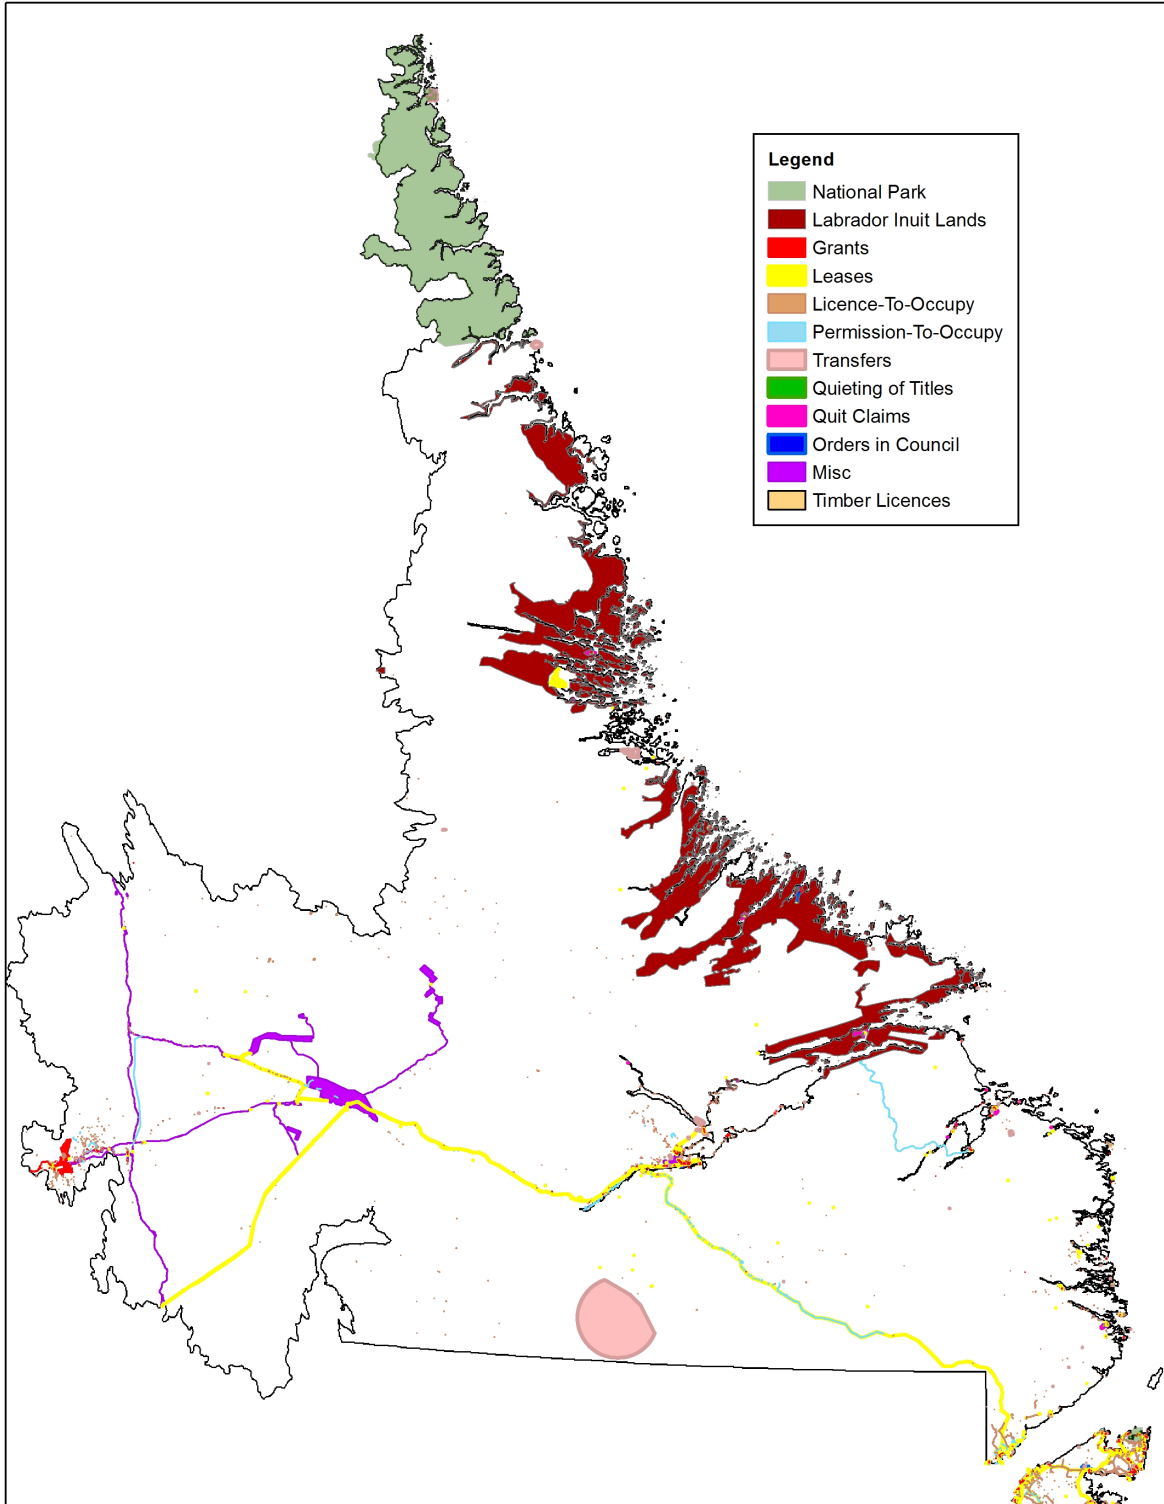 Legend
National Park
Labrador Inuit Lands
Grants
Leases
Licence-To-Occupy
Permission-To-Occupy
Transfers
Quieting of Titles
Quit Claims
Orders in Council
Misc
Timber Licences